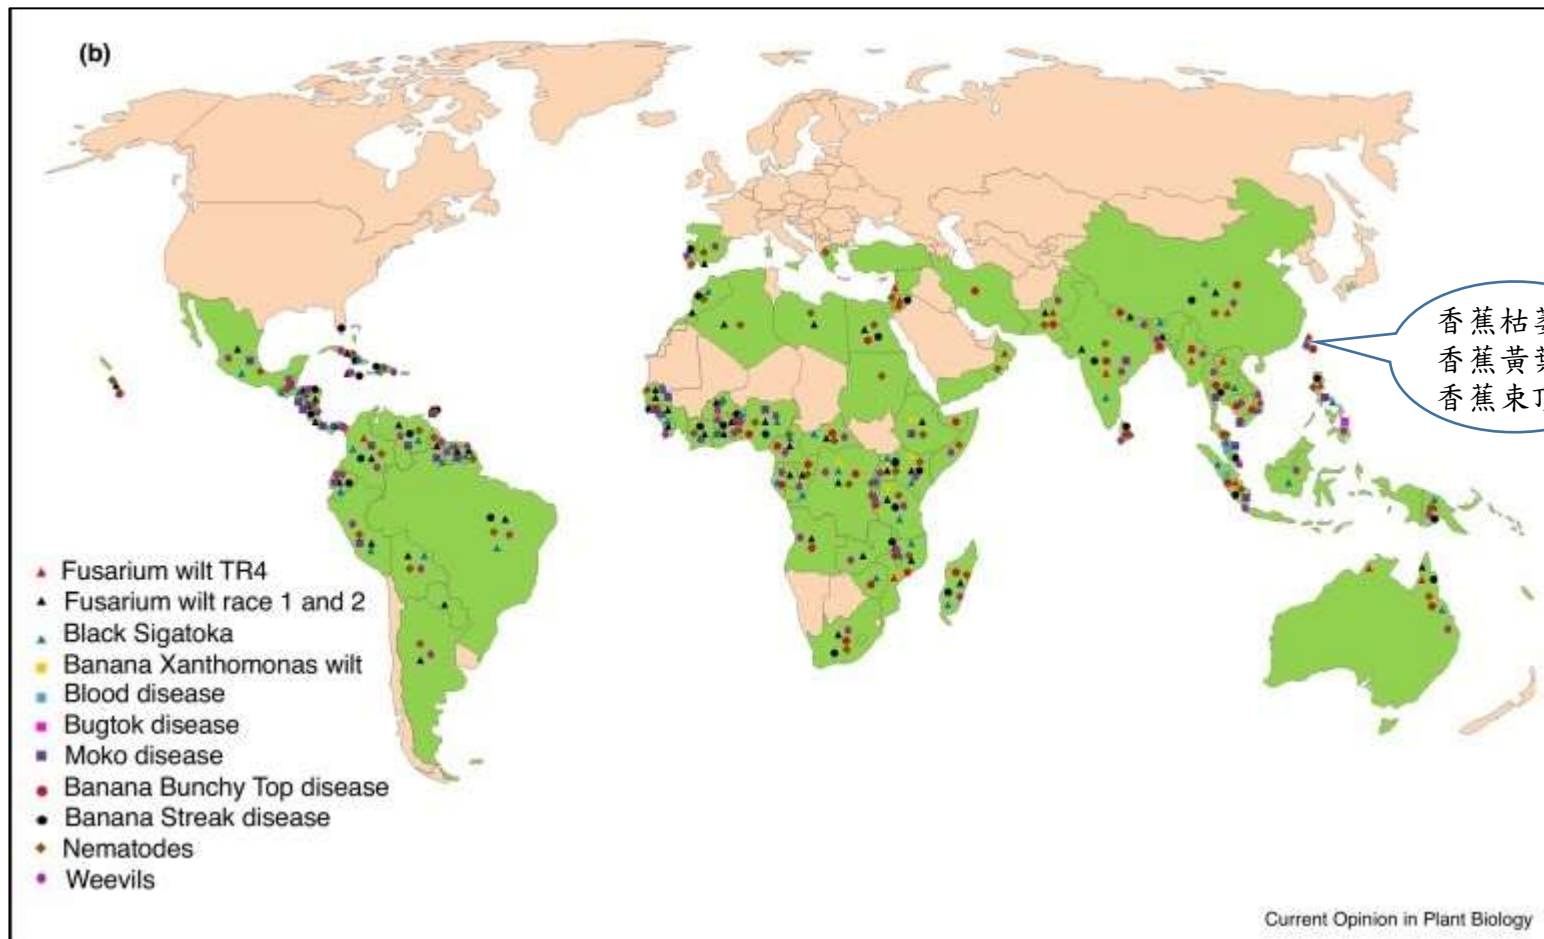 (b)
香蕉枯萎
香蕉黃葉
香蕉束頂
Fusarium wilt TR4
Fusarium wilt race 1 and 2
Black Sigatoka
Banana Xanthomonas wilt
Blood disease
Bugtok disease
Moko disease
Banana Bunchy Top disease
Banana Streak disease
Nematodes
Weevils
Current Opinion in Plant Biology